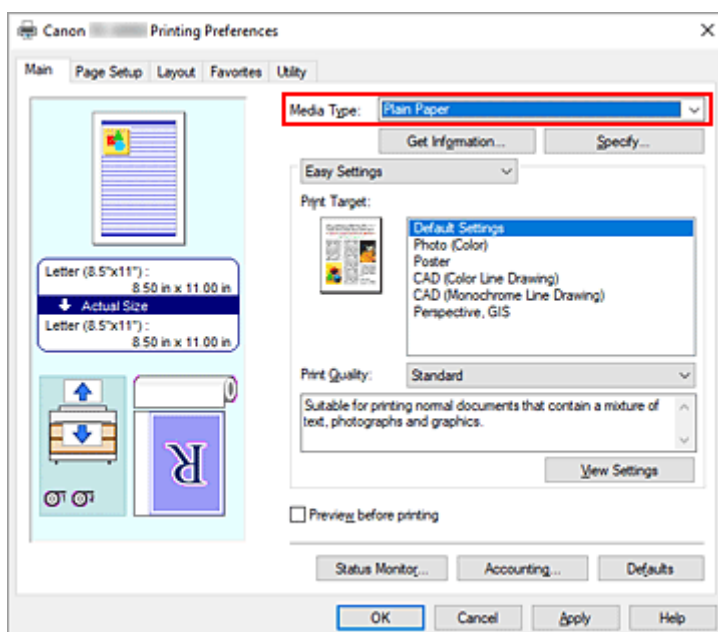 Canon Printing Preferences
Main Page Setup Layout Favorites Utility
Media Type: Plain Paper
Get Information... Specify...
Easy Settings
Print Target:
Default Settings
Photo (Color)
Poster
CAD (Color Line Drawing)
CAD (Monochrome Line Drawing)
Perspective, GIS
Letter (8.5"x11") :
8.50 in x 11.00 in
Actual Size
Letter (8.5"x11") :
8.50 in x 11.00 in
Print Quality: Standard
Suitable for printing normal documents that contain a mixture of
text, photographs and graphics.
View Settings
R
Preview before printing
Status Monitor... Accounting... Defaults
OK Cancel Apply Help